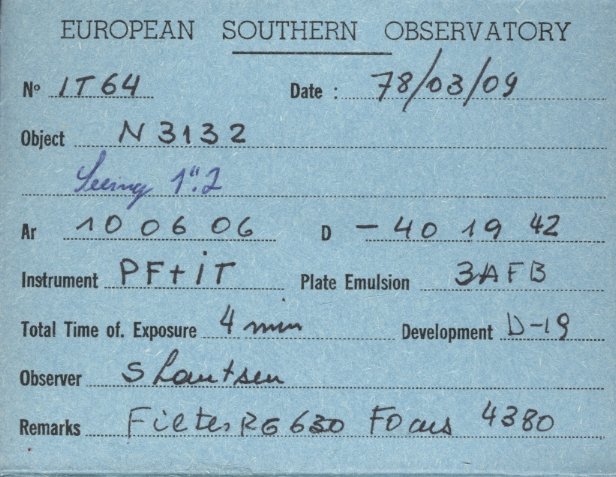 EUROPEAN SOUTHERN OBSERVATORY
Nº 1T64 Date : 78/03/09
Object N 3132
Seeing 1".2
Ar 10 06 06 D -40 19 42
Instrument PF+iT Plate Emulsion 3AFB
Total Time of. Exposure 4 min Development D-19
Observer S Lautsen
Remarks Filter RG 630 Focus 4380